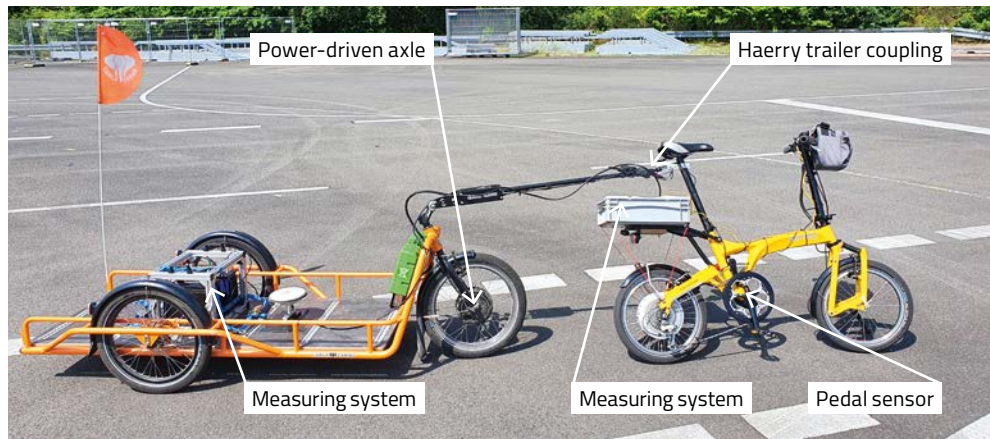 Power-driven axle
Haerry trailer coupling
Measuring system
Measuring system
Pedal sensor